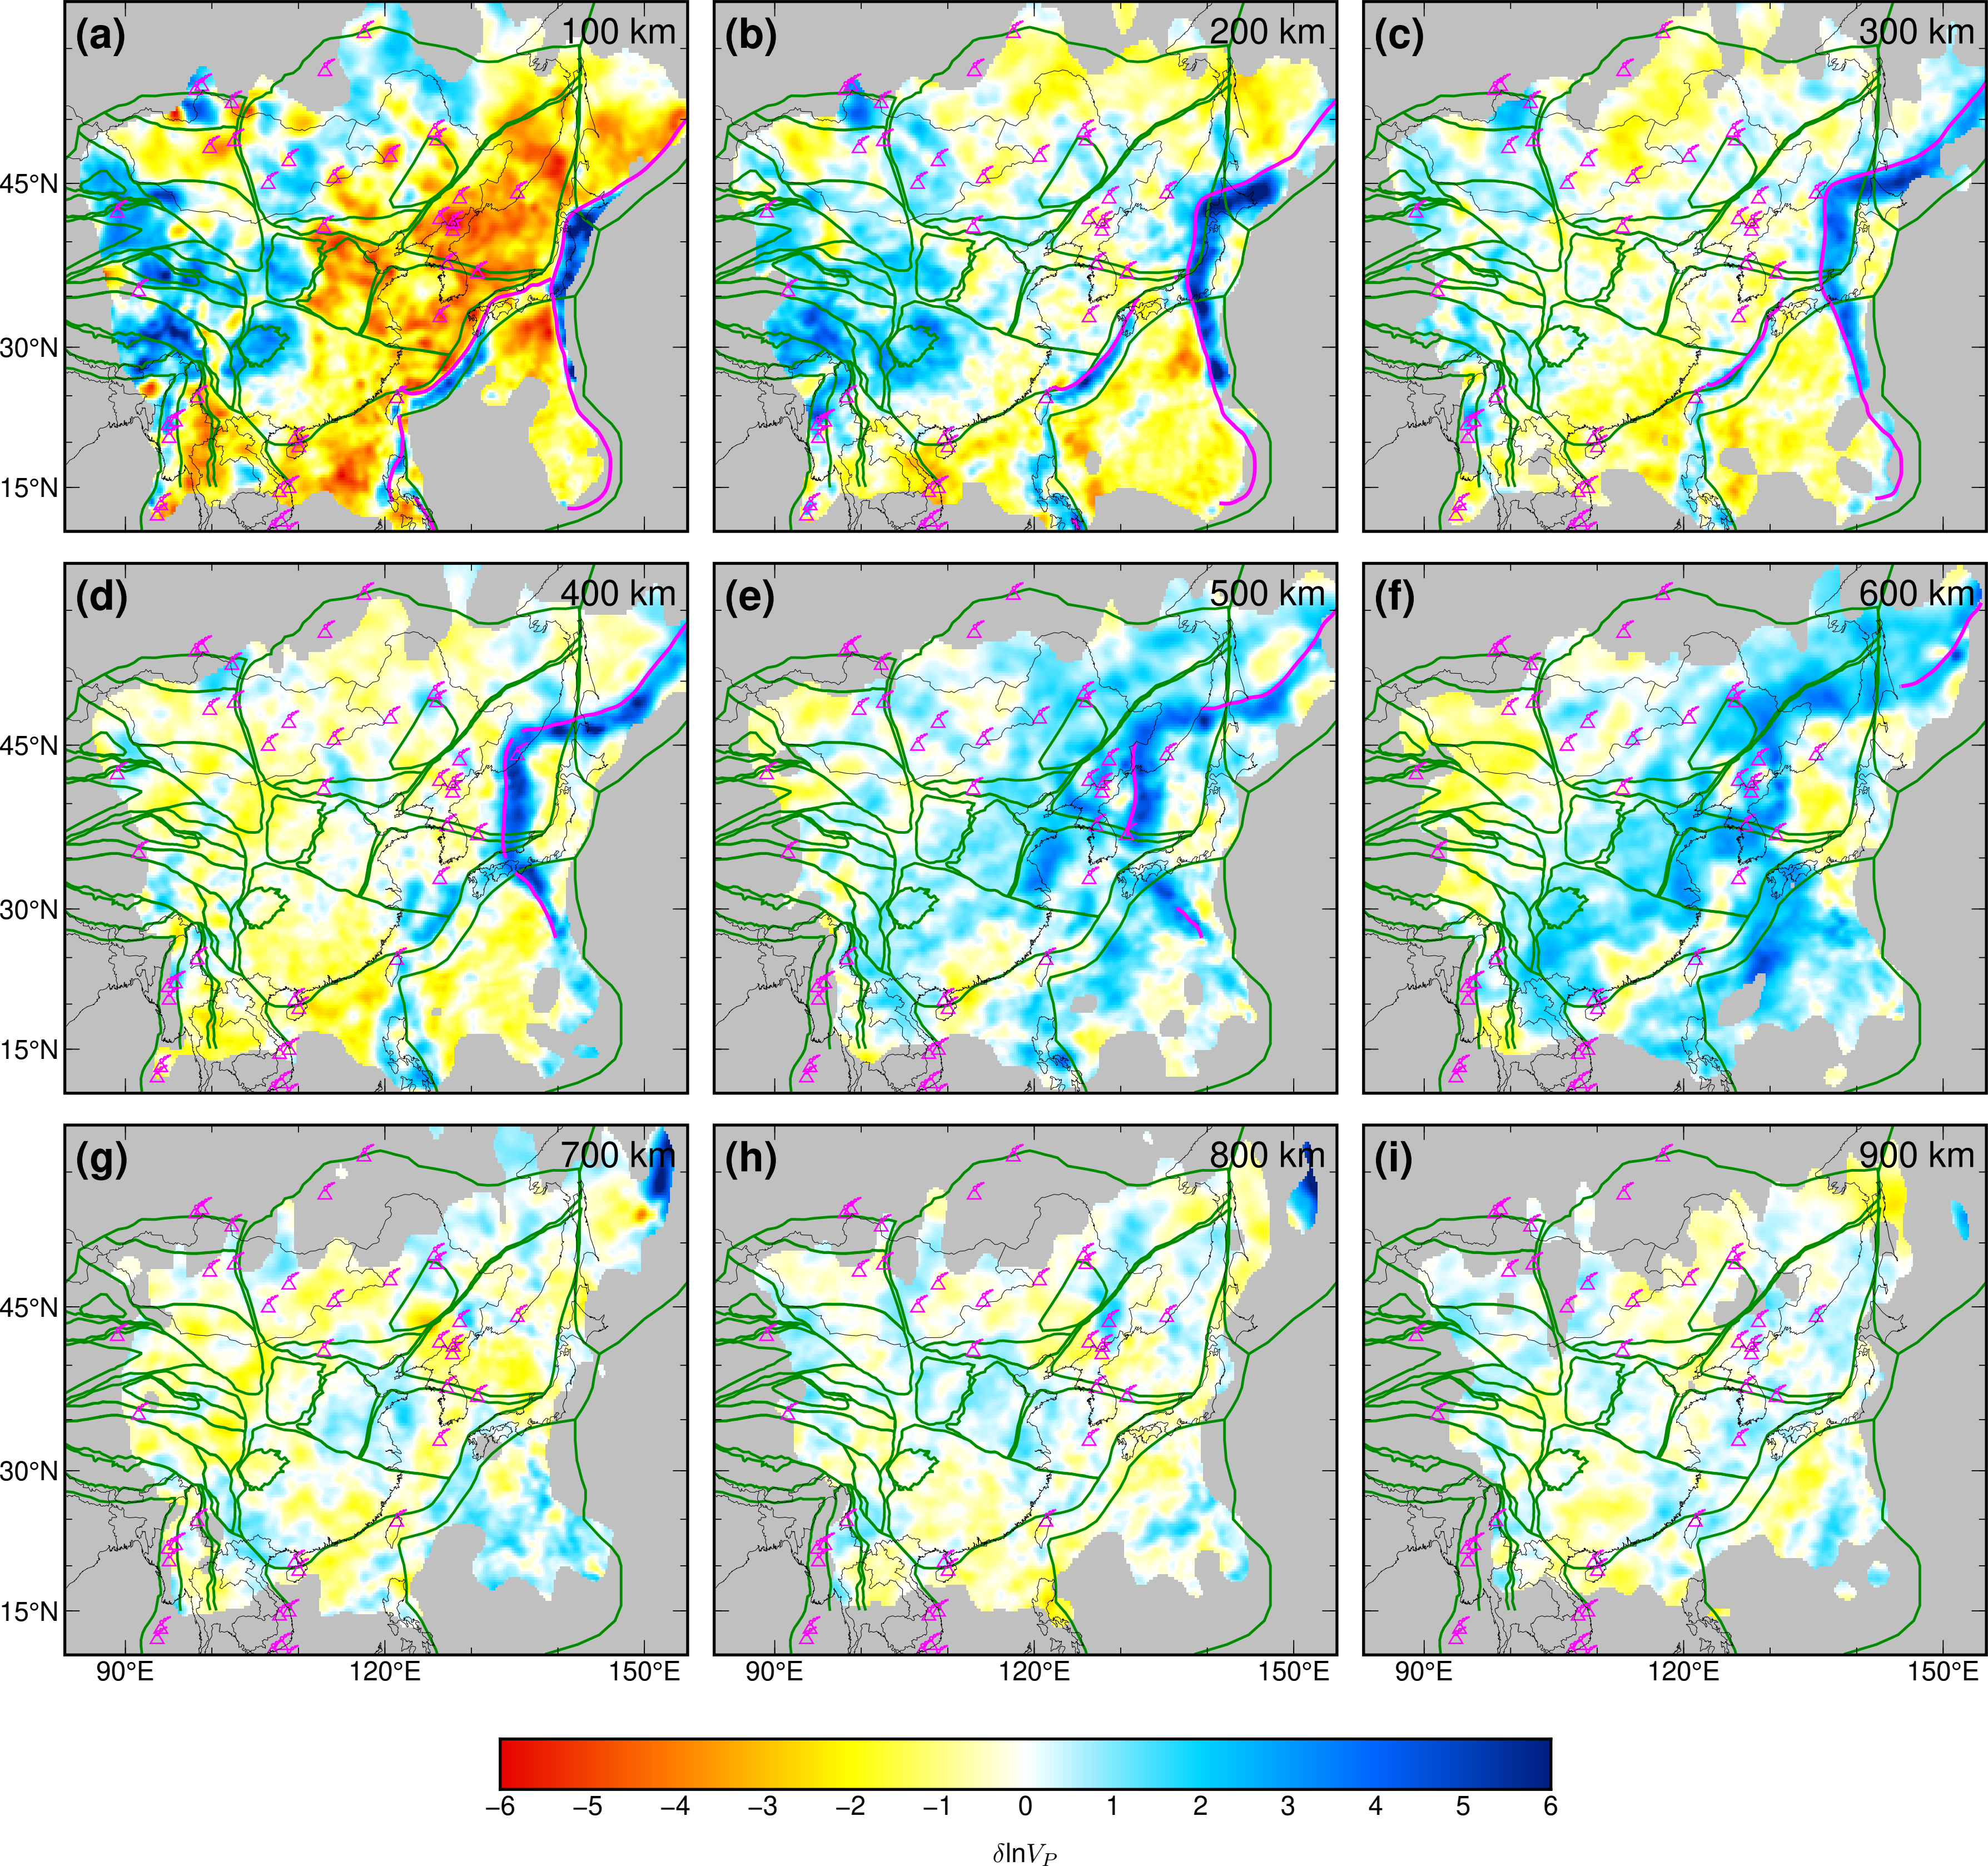 (a) 100 km
(b) 200 km
(c) 300 km
45°N
30°N
15°N
(d) 400 km
(e) 500 km
(f) 600 km
45°N
30°N
15°N
(g) 700 km
(h) 800 km
(i) 900 km
45°N
30°N
15°N
90°E 120°E 150°E 90°E 120°E 150°E 90°E 120°E 150°E
−6 −5 −4 −3 −2 −1 0 1 2 3 4 5 6
δlnV_P